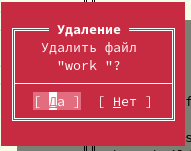 Удаление
Удалить файл
"work "?
[ Да ] [ Нет ]